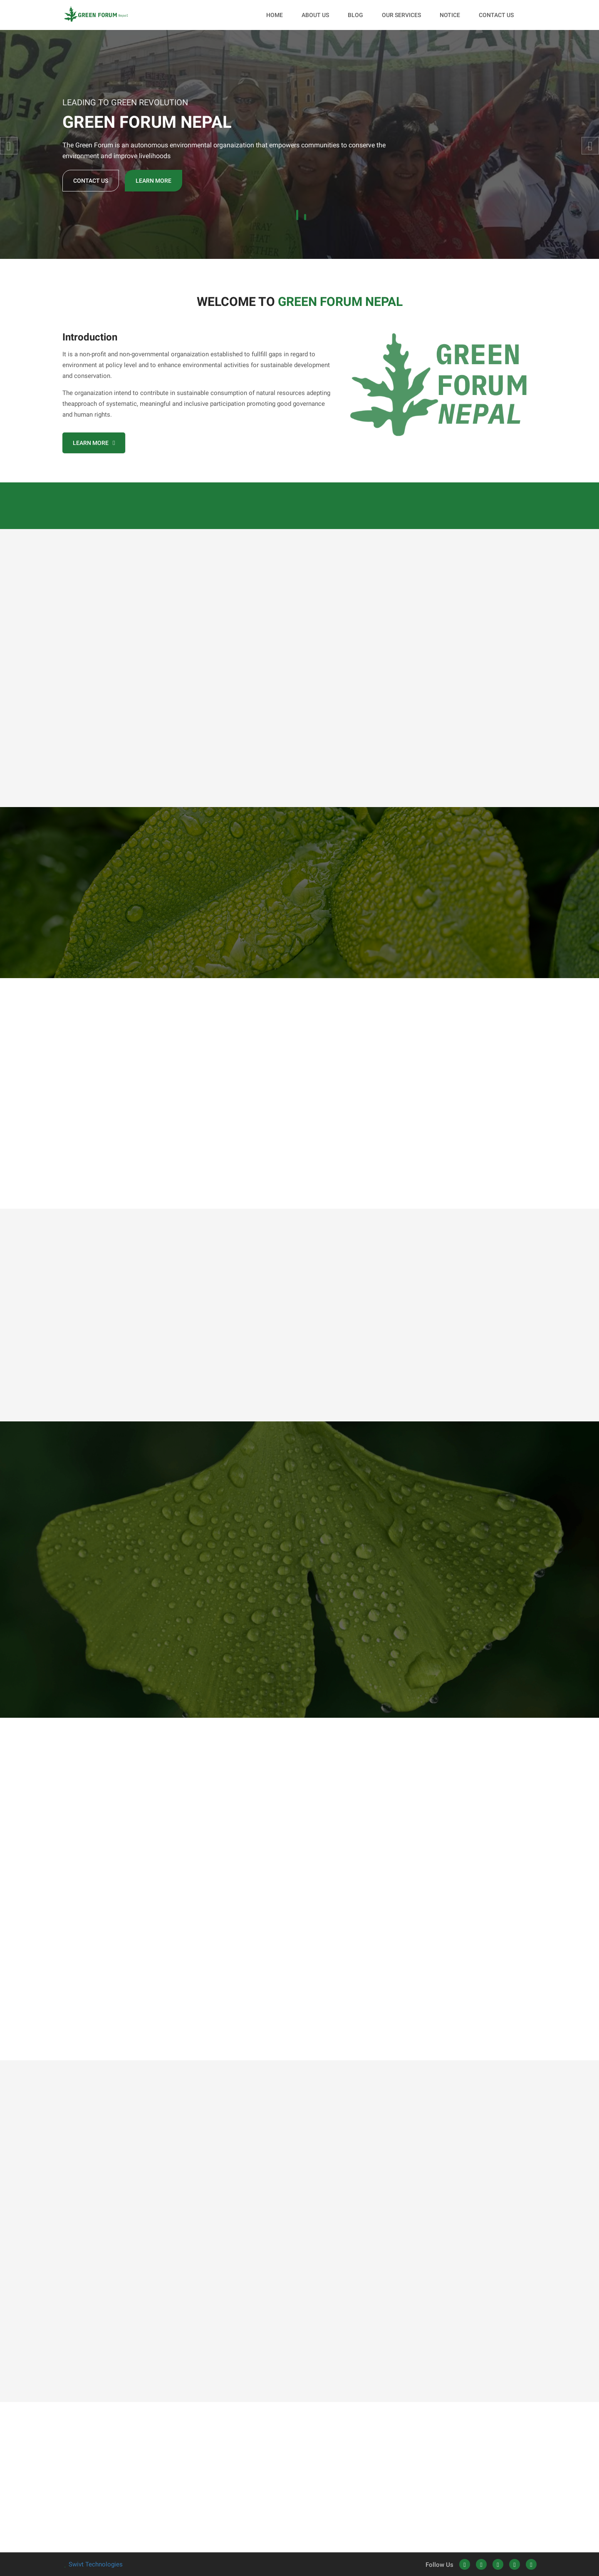 GREEN FORUM Nepal
HOME ABOUT US BLOG OUR SERVICES NOTICE CONTACT US
CLIMATE
LEADING TO GREEN REVOLUTION
GREEN FORUM NEPAL
The Green Forum is an autonomous environmental organaization that empowers communities to conserve the
environment and improve livelihoods
CONTACT US LEARN MORE
WELCOME TO GREEN FORUM NEPAL
Introduction
It is a non-profit and non-governmental organaization established to fullfill gaps in regard to
environment at policy level and to enhance environmental activities for sustainable development
and conservation.
The organaization intend to contribute in sustainable consumption of natural resources adepting
theapproach of systematic, meaningful and inclusive participation promoting good governance
and human rights.
LEARN MORE
GREEN
FORUM
NEPAL
Swivt Technologies
Follow Us